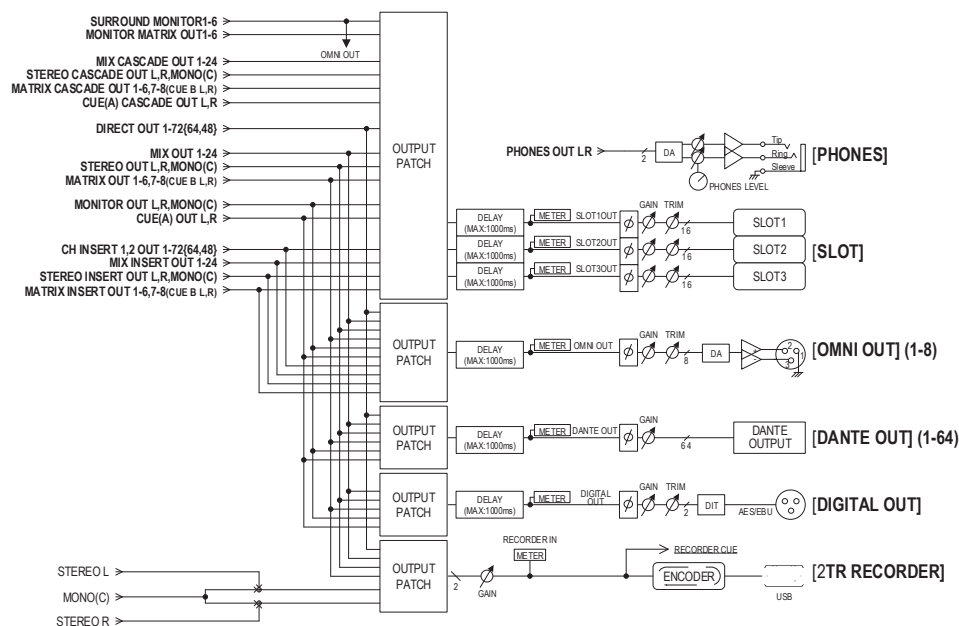 SURROUND MONITOR1-6
MONITOR MATRIX OUT1-6
OMNI OUT
MIX CASCADE OUT 1-24
STEREO CASCADE OUT L,R,MONO(C)
MATRIX CASCADE OUT 1-6,7-8(CUE B L,R)
CUE(A) CASCADE OUT L,R
DIRECT OUT 1-72{64,48}
MIX OUT 1-24
STEREO OUT L,R,MONO(C)
MATRIX OUT 1-6,7-8(CUE B L,R)
MONITOR OUT L,R,MONO(C)
CUE(A) OUT L,R
CH INSERT 1,2 OUT 1-72{64,48}
MIX INSERT OUT 1-24
STEREO INSERT OUT L,R,MONO(C)
MATRIX INSERT OUT 1-6,7-8(CUE B L,R)
OUTPUT
PATCH
PHONES OUT LR
2
DA
PHONES LEVEL
Tip
Ring
Sleeve
[PHONES]
DELAY
(MAX:1000ms)
METER
SLOT1OUT
ϕ
GAIN
TRIM
16
SLOT1
DELAY
(MAX:1000ms)
METER
SLOT2OUT
ϕ
16
SLOT2
[SLOT]
DELAY
(MAX:1000ms)
METER
SLOT3OUT
ϕ
16
SLOT3
OUTPUT
PATCH
DELAY
(MAX:1000ms)
METER
OMNI OUT
ϕ
GAIN
TRIM
8
DA
+
-
2
1
3
[OMNI OUT] (1-8)
OUTPUT
PATCH
DELAY
(MAX:1000ms)
METER
DANTE OUT
ϕ
GAIN
64
DANTE
OUTPUT
[DANTE OUT] (1-64)
OUTPUT
PATCH
DELAY
(MAX:1000ms)
METER
DIGITAL
OUT
ϕ
GAIN
TRIM
2
DIT
AES/EBU
[DIGITAL OUT]
STEREO L
MONO(C)
STEREO R
OUTPUT
PATCH
2
GAIN
RECORDER IN
METER
RECORDER CUE
ENCODER
USB
[2TR RECORDER]